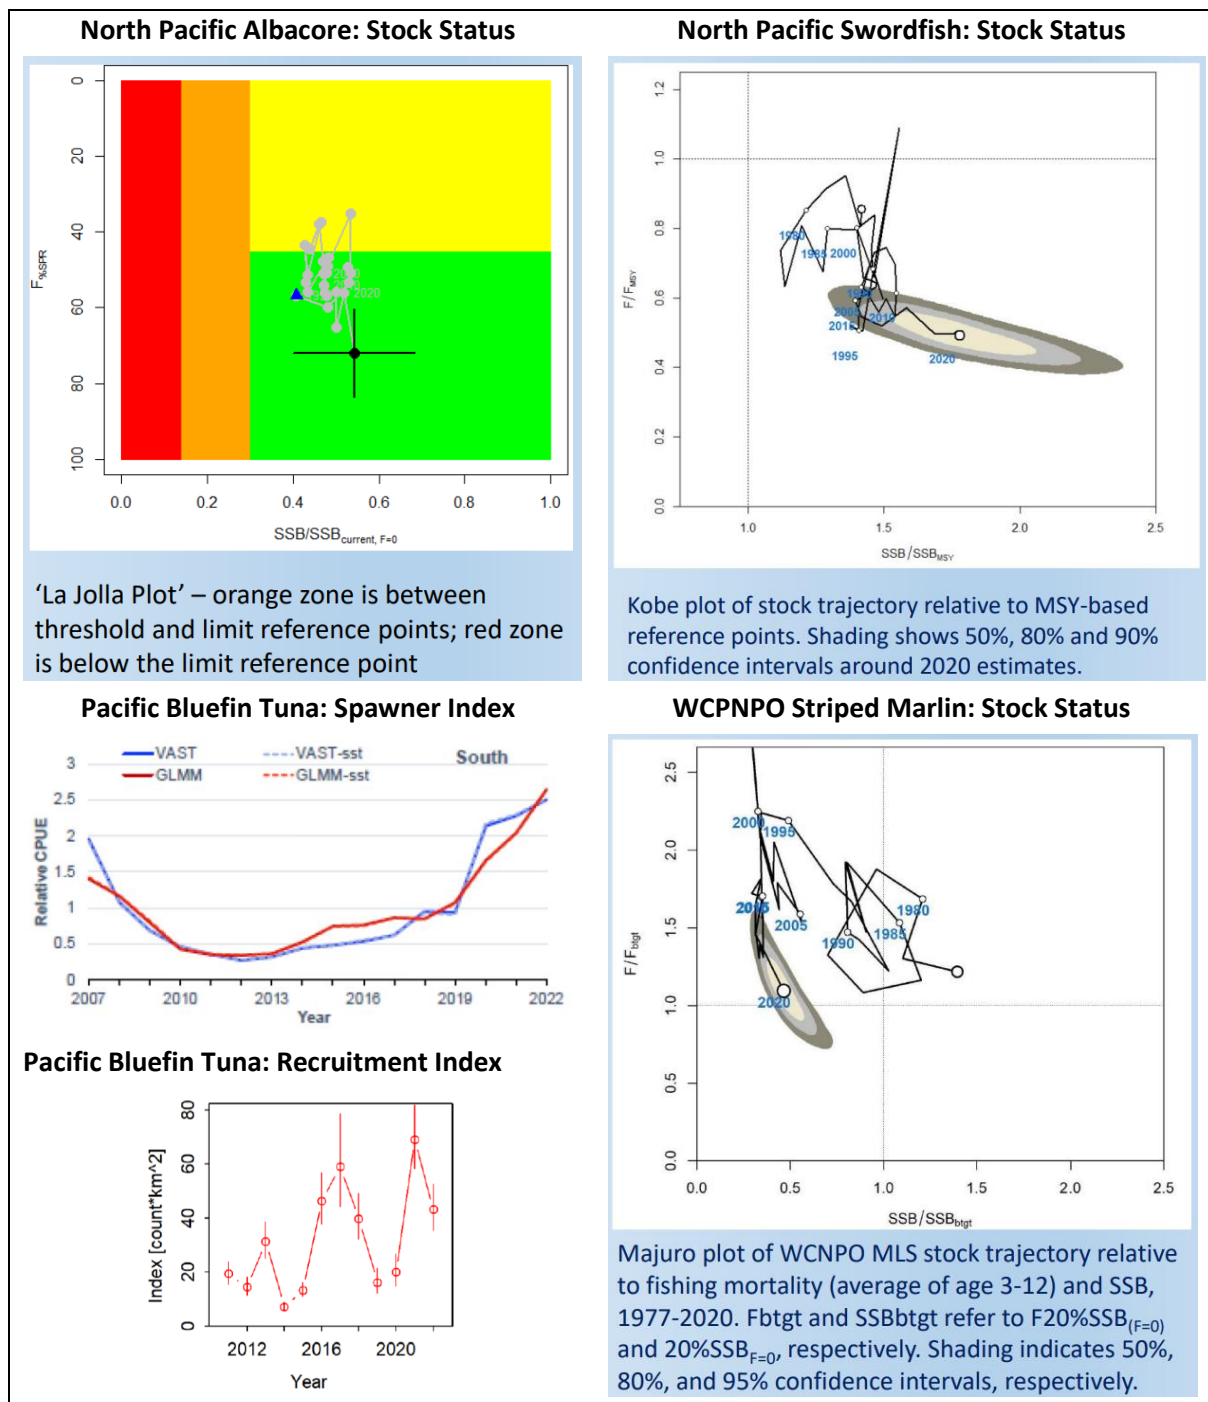 North Pacific Albacore: Stock Status
0
20
40
60
80
100
F%SPR
2020
0.0 0.2 0.4 0.6 0.8 1.0
SSB/SSBcurrent, F=0
‘La Jolla Plot’ – orange zone is between
threshold and limit reference points; red zone
is below the limit reference point
North Pacific Swordfish: Stock Status
1.2
1.0
0.8
0.6
0.4
0.2
0.0
F/FMSY
1980
1985
2000
1990
2005
2010
2015
1995
2020
1.0 1.5 2.0 2.5
SSB/SSBMSY
Kobe plot of stock trajectory relative to MSY-based
reference points. Shading shows 50%, 80% and 90%
confidence intervals around 2020 estimates.
Pacific Bluefin Tuna: Spawner Index
VAST VAST-sst South
GLMM GLMM-sst
3
2.5
2
1.5
1
0.5
0
Relative CPUE
2007 2010 2013 2016 2019 2022
Year
Pacific Bluefin Tuna: Recruitment Index
80
60
40
20
0
Index [count*km^2]
2012 2016 2020
Year
WCPNPO Striped Marlin: Stock Status
2.5
2.0
1.5
1.0
0.5
0.0
F/Fbtgt
2000
1995
2015
2005
1990
1985
1980
2020
0.0 0.5 1.0 1.5 2.0 2.5
SSB/SSBbtgt
Majuro plot of WCNPO MLS stock trajectory relative
to fishing mortality (average of age 3-12) and SSB,
1977-2020. Fbtgt and SSBbtgt refer to F20%SSB(F=0)
and 20%SSBF=0, respectively. Shading indicates 50%,
80%, and 95% confidence intervals, respectively.